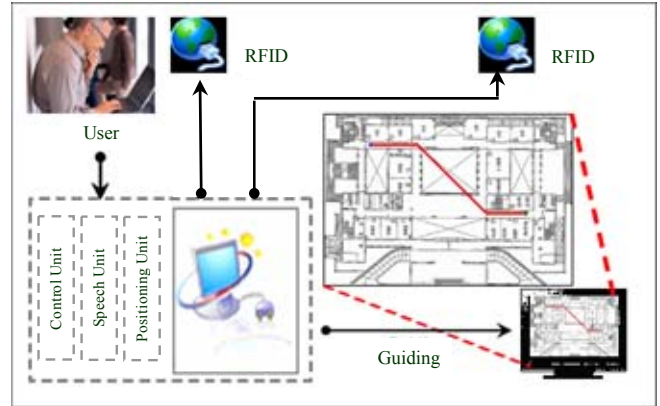 RFID
RFID
User
Control Unit
Speech Unit
Positioning Unit
Guiding